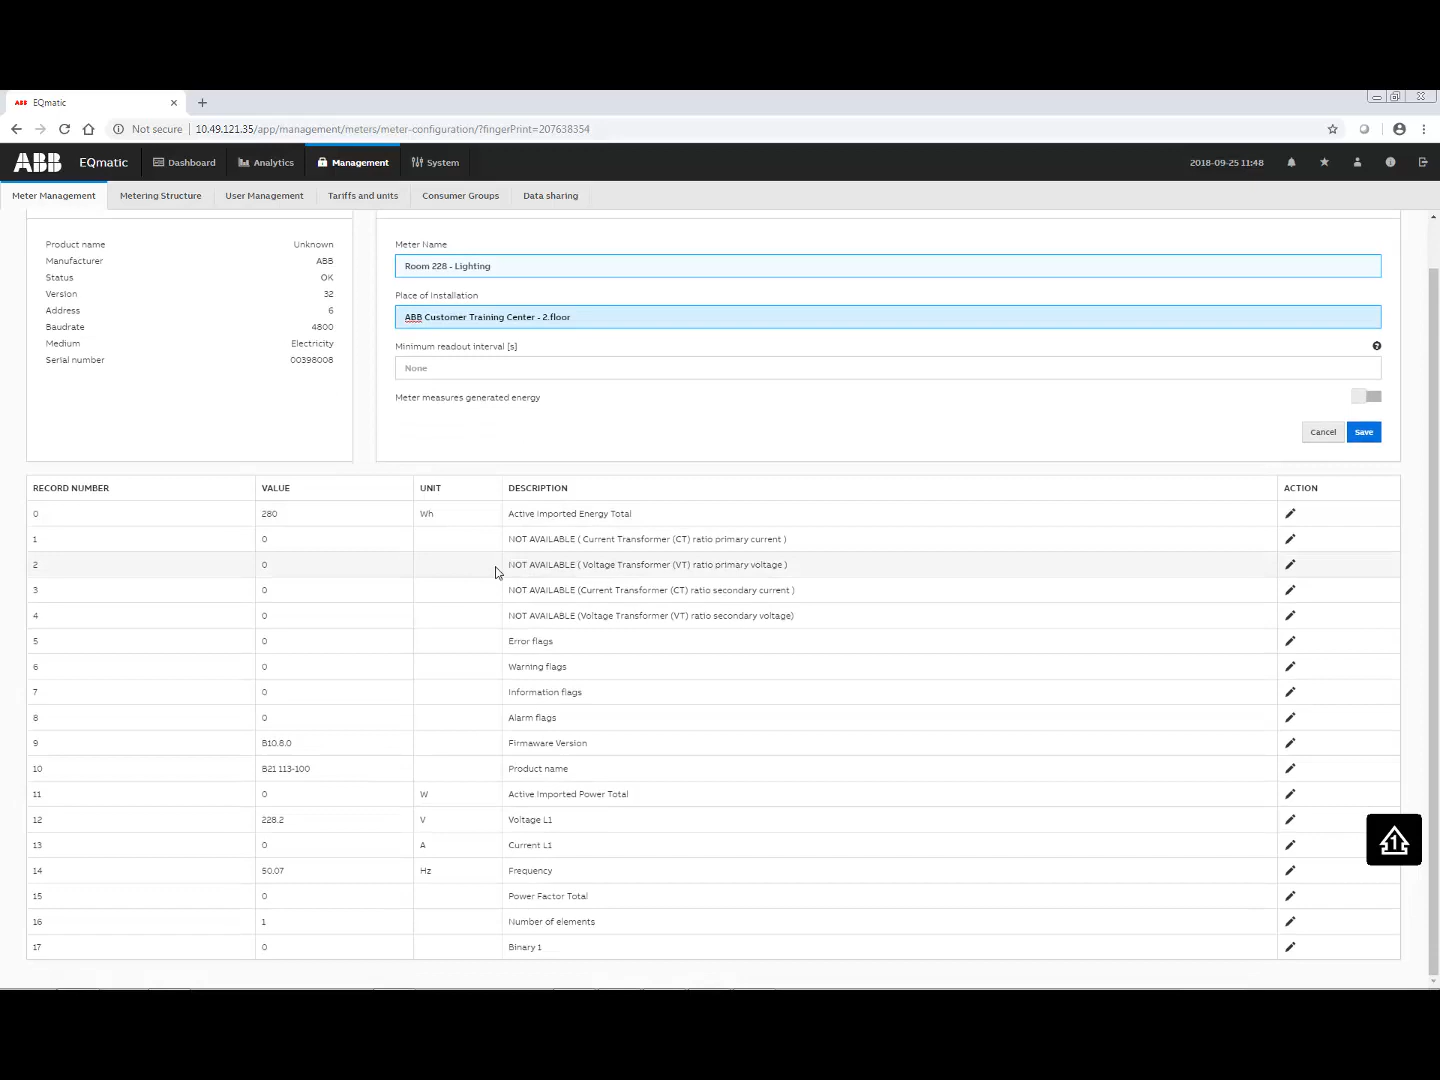 ABB EQmatic
Not secure 10.49.121.35/app/management/meters/meter-configuration/?fingerPrint=207638354
ABB EQmatic Dashboard Analytics Management System 2018-09-25 11:48
Meter Management Metering Structure User Management Tariffs and units Consumer Groups Data sharing
Product name Unknown
Manufacturer ABB
Status OK
Version 32
Address 6
Baudrate 4800
Medium Electricity
Serial number 00398008
Meter Name
Room 228 - Lighting
Place of Installation
ABB Customer Training Center - 2.floor
Minimum readout interval [s]
None
Meter measures generated energy
Cancel Save
RECORD NUMBER VALUE UNIT DESCRIPTION ACTION
0 280 Wh Active Imported Energy Total
1 0 NOT AVAILABLE ( Current Transformer (CT) ratio primary current )
2 0 NOT AVAILABLE ( Voltage Transformer (VT) ratio primary voltage )
3 0 NOT AVAILABLE (Current Transformer (CT) ratio secondary current )
4 0 NOT AVAILABLE (Voltage Transformer (VT) ratio secondary voltage)
5 0 Error flags
6 0 Warning flags
7 0 Information flags
8 0 Alarm flags
9 B10.8.0 Firmaware Version
10 B21 113-100 Product name
11 0 W Active Imported Power Total
12 228.2 V Voltage L1
13 0 A Current L1
14 50.07 Hz Frequency
15 0 Power Factor Total
16 1 Number of elements
17 0 Binary 1
1